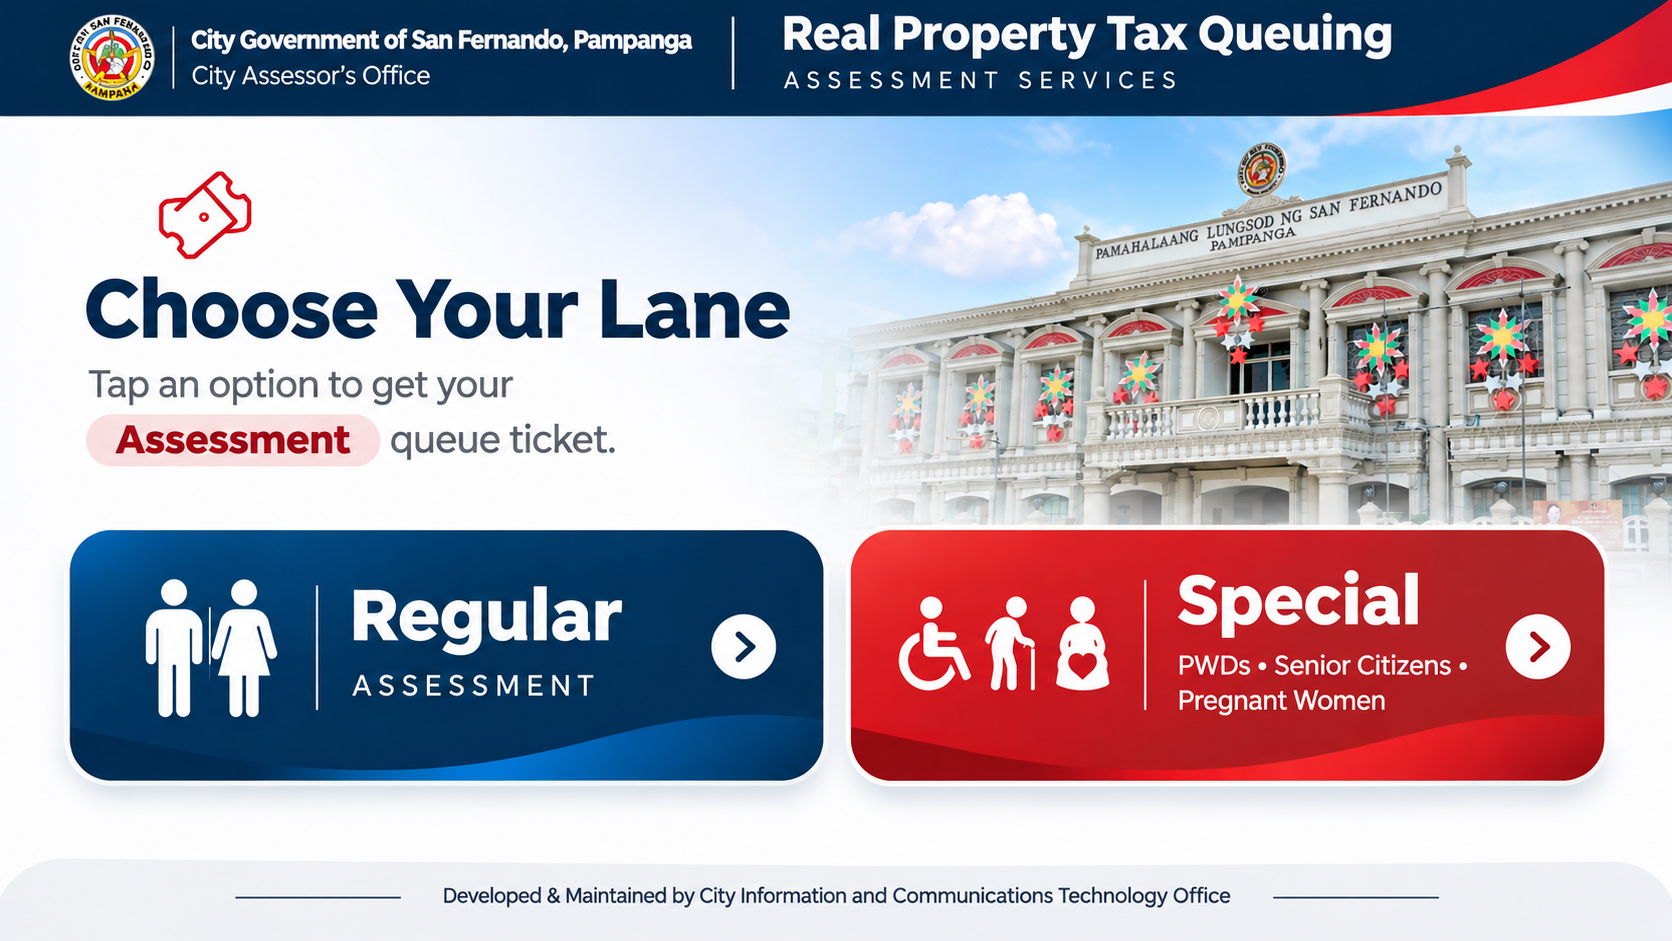 City Government of San Fernando, Pampanga
City Assessor's Office
Real Property Tax Queuing
ASSESSMENT SERVICES
PAMAHALAANG LUNGSOD NG SAN FERNANDO
PAMIPANGA
Choose Your Lane
Tap an option to get your
Assessment queue ticket.
Regular
ASSESSMENT
Special
PWDs • Senior Citizens •
Pregnant Women
Developed & Maintained by City Information and Communications Technology Office